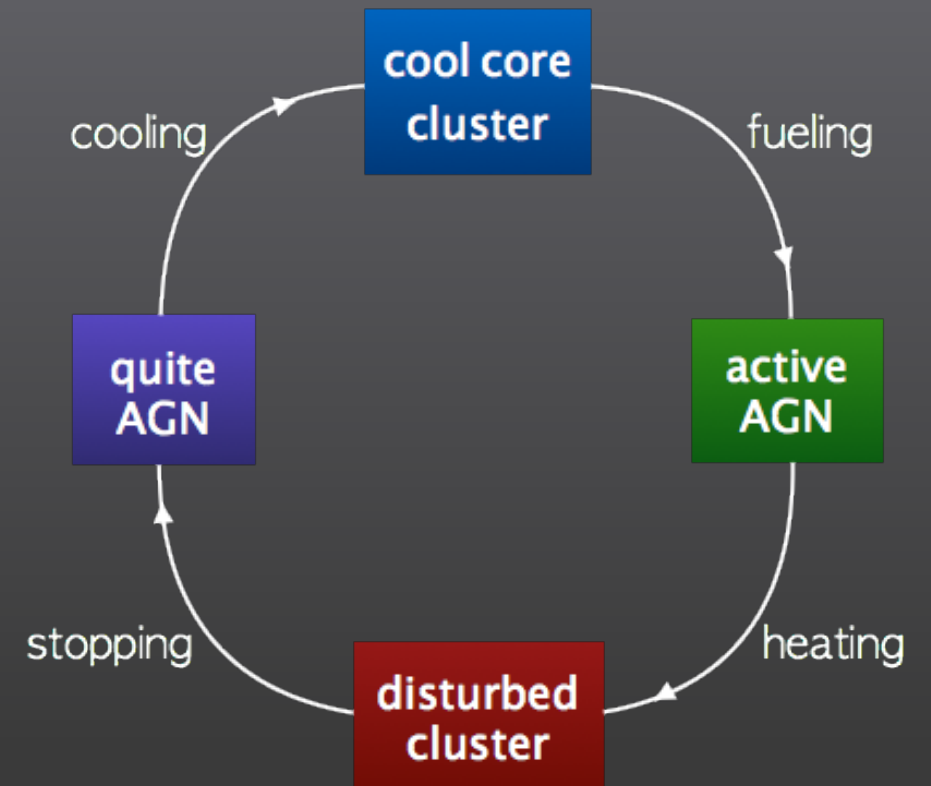 cool core
cluster
cooling
fueling
quite
AGN
active
AGN
stopping
heating
disturbed
cluster